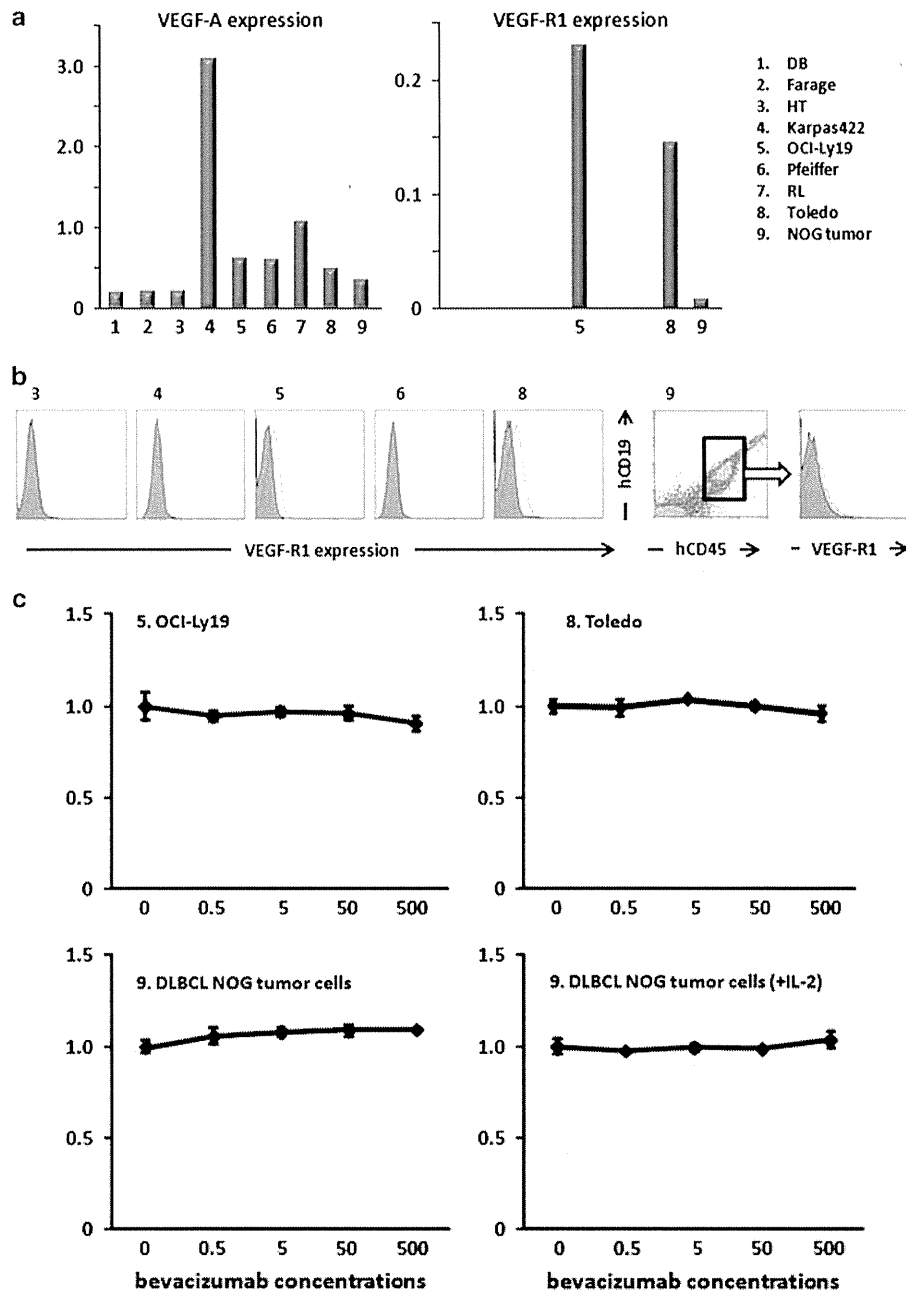 a
VEGF-A expression
3.0
2.0
1.0
0
1 2 3 4 5 6 7 8 9
VEGF-R1 expression
0.2
0.1
0
5 8 9
1. DB
2. Farage
3. HT
4. Karpas422
5. OCI-Ly19
6. Pfeiffer
7. RL
8. Toledo
9. NOG tumor
b
3 4 5 6 8 9
VEGF-R1 expression
hCD19
hCD45
VEGF-R1
c
5. OCI-Ly19
1.5
1.0
0.5
0
0 0.5 5 50 500
8. Toledo
1.5
1.0
0.5
0
0 0.5 5 50 500
9. DLBCL NOG tumor cells
1.5
1.0
0.5
0
0 0.5 5 50 500
bevacizumab concentrations
9. DLBCL NOG tumor cells (+IL-2)
1.5
1.0
0.5
0
0 0.5 5 50 500
bevacizumab concentrations